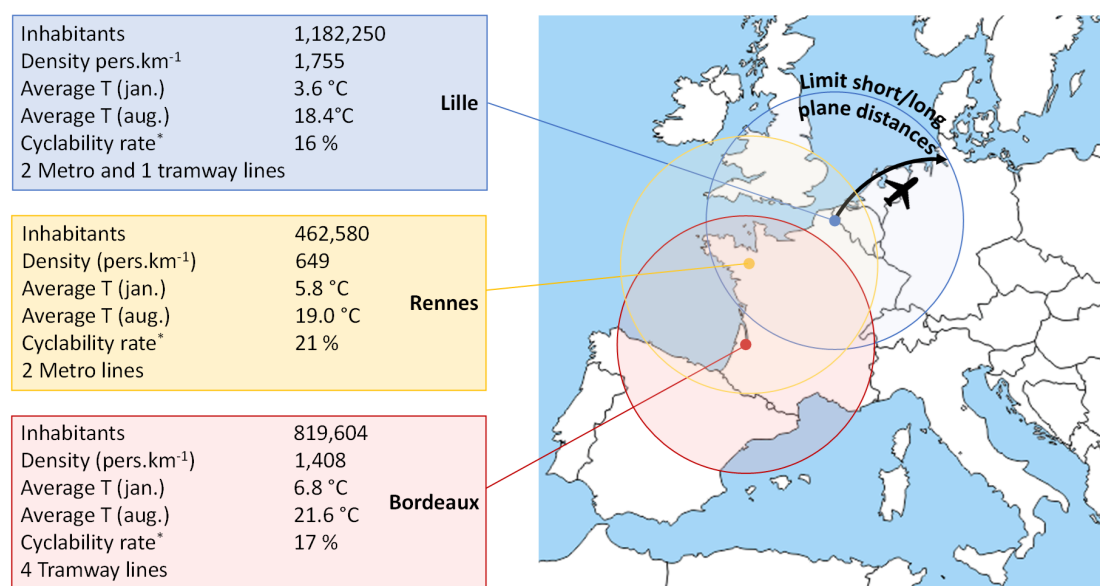 Inhabitants 1,182,250
Density pers.km-1 1,755
Average T (jan.) 3.6 °C
Average T (aug.) 18.4°C
Cyclability rate* 16 %
2 Metro and 1 tramway lines
Lille
Inhabitants 462,580
Density (pers.km-1) 649
Average T (jan.) 5.8 °C
Average T (aug.) 19.0 °C
Cyclability rate* 21 %
2 Metro lines
Rennes
Inhabitants 819,604
Density (pers.km-1) 1,408
Average T (jan.) 6.8 °C
Average T (aug.) 21.6 °C
Cyclability rate* 17 %
4 Tramway lines
Bordeaux
Limit short/long
plane distances